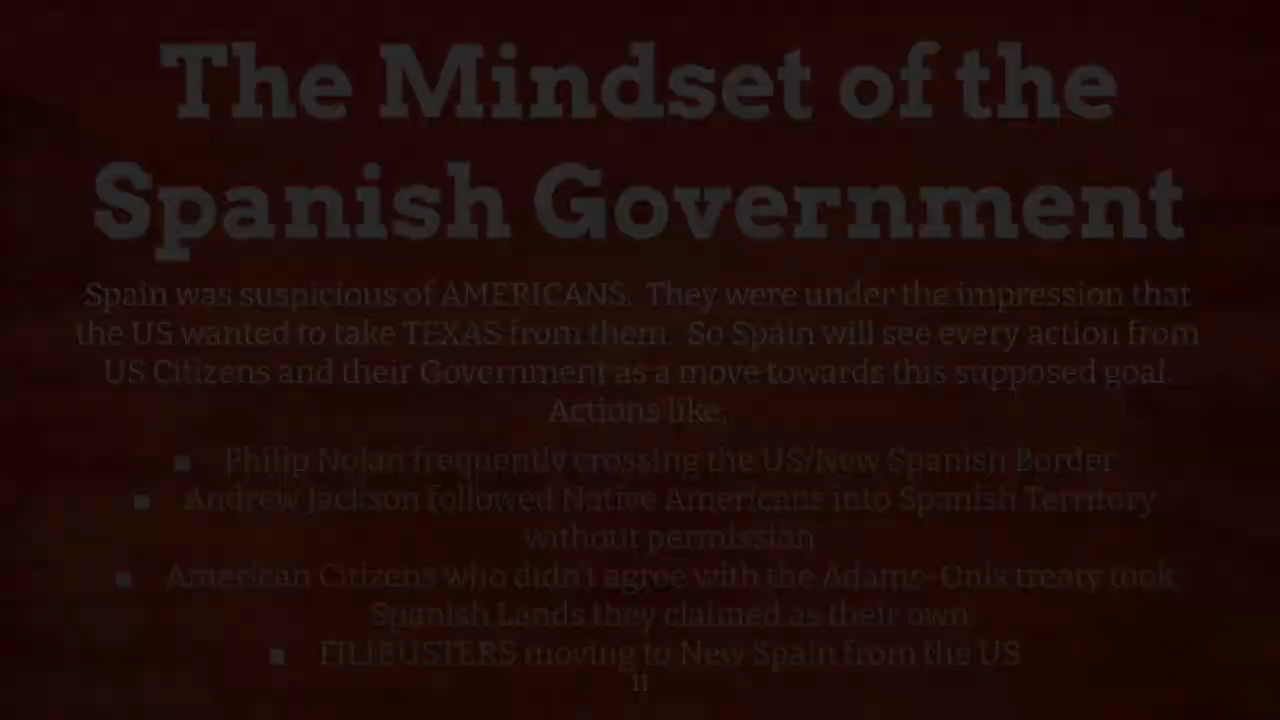 The Mindset of the
Spanish Government
Spain was suspicious of AMERICANS. They were under the impression that
the US wanted to take TEXAS from them. So Spain will see every action from
US Citizens and their Government as a move towards this supposed goal.
Actions like,
■ Philip Nolan frequently crossing the US/New Spanish Border
■ Andrew Jackson followed Native Americans into Spanish Territory
without permission
■ American Citizens who didn't agree with the Adams-Onis treaty took
Spanish Lands they claimed as their own
■ FILIBUSTERS moving to New Spain from the US
11